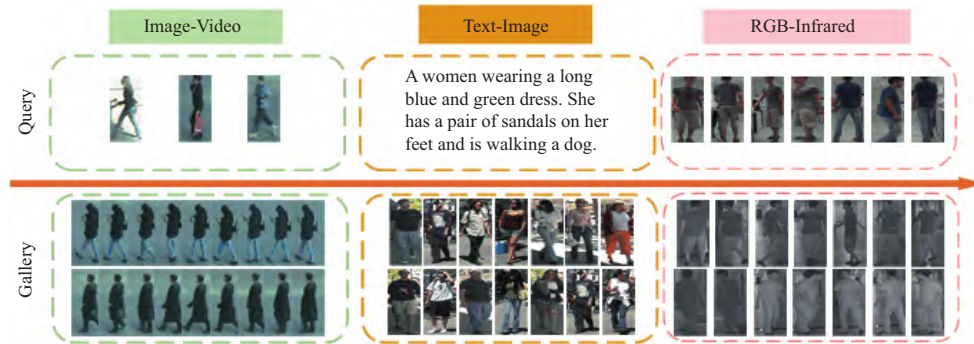 Image-Video
Text-Image
RGB-Infrared
Query
A women wearing a long
blue and green dress. She
has a pair of sandals on her
feet and is walking a dog.
Gallery